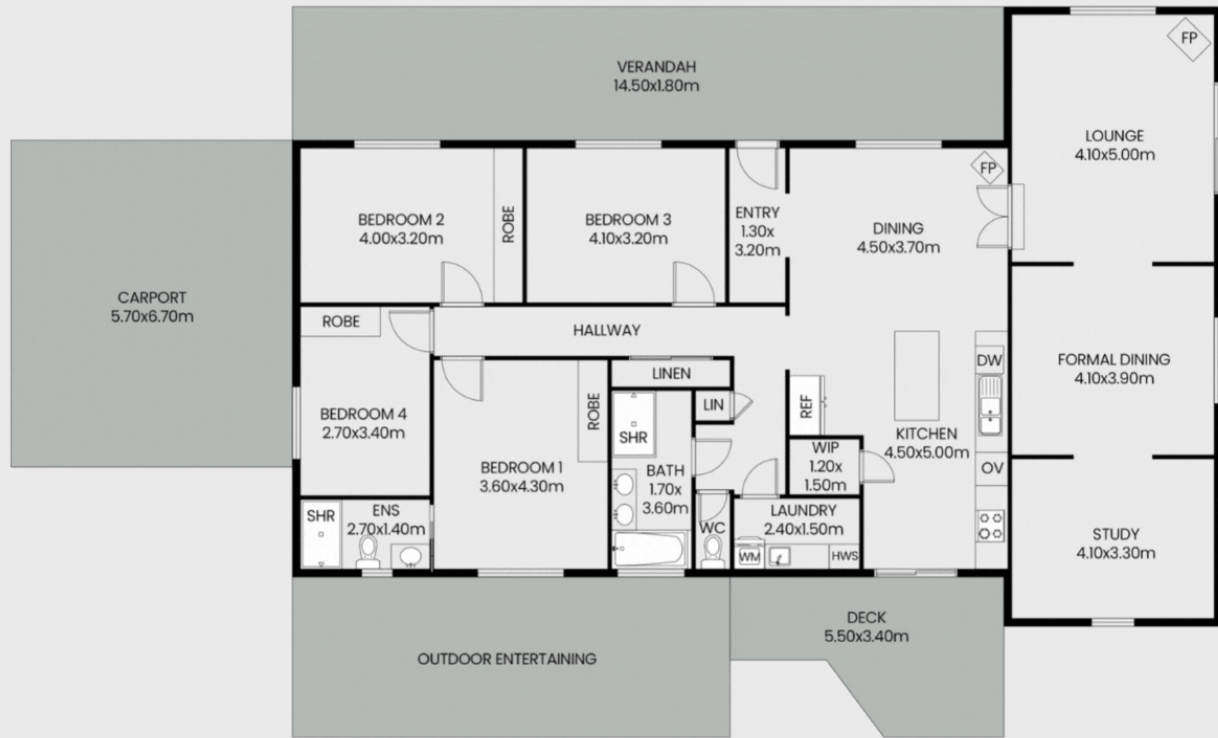 VERANDAH
14.50x1.80m
FP
LOUNGE
4.10x5.00m
CARPORT
5.70x6.70m
BEDROOM 2
4.00x3.20m
ROBE
BEDROOM 3
4.10x3.20m
ENTRY
1.30x
3.20m
FP
DINING
4.50x3.70m
ROBE
HALLWAY
BEDROOM 4
2.70x3.40m
LINEN
LIN
REF
DW
FORMAL DINING
4.10x3.90m
BEDROOM 1
3.60x4.30m
ROBE
SHR
BATH
1.70x
3.60m
WIP
1.20x
1.50m
KITCHEN
4.50x5.00m
OV
SHR
ENS
2.70x1.40m
WC
LAUNDRY
2.40x1.50m
WM
HWS
STUDY
4.10x3.30m
OUTDOOR ENTERTAINING
DECK
5.50x3.40m